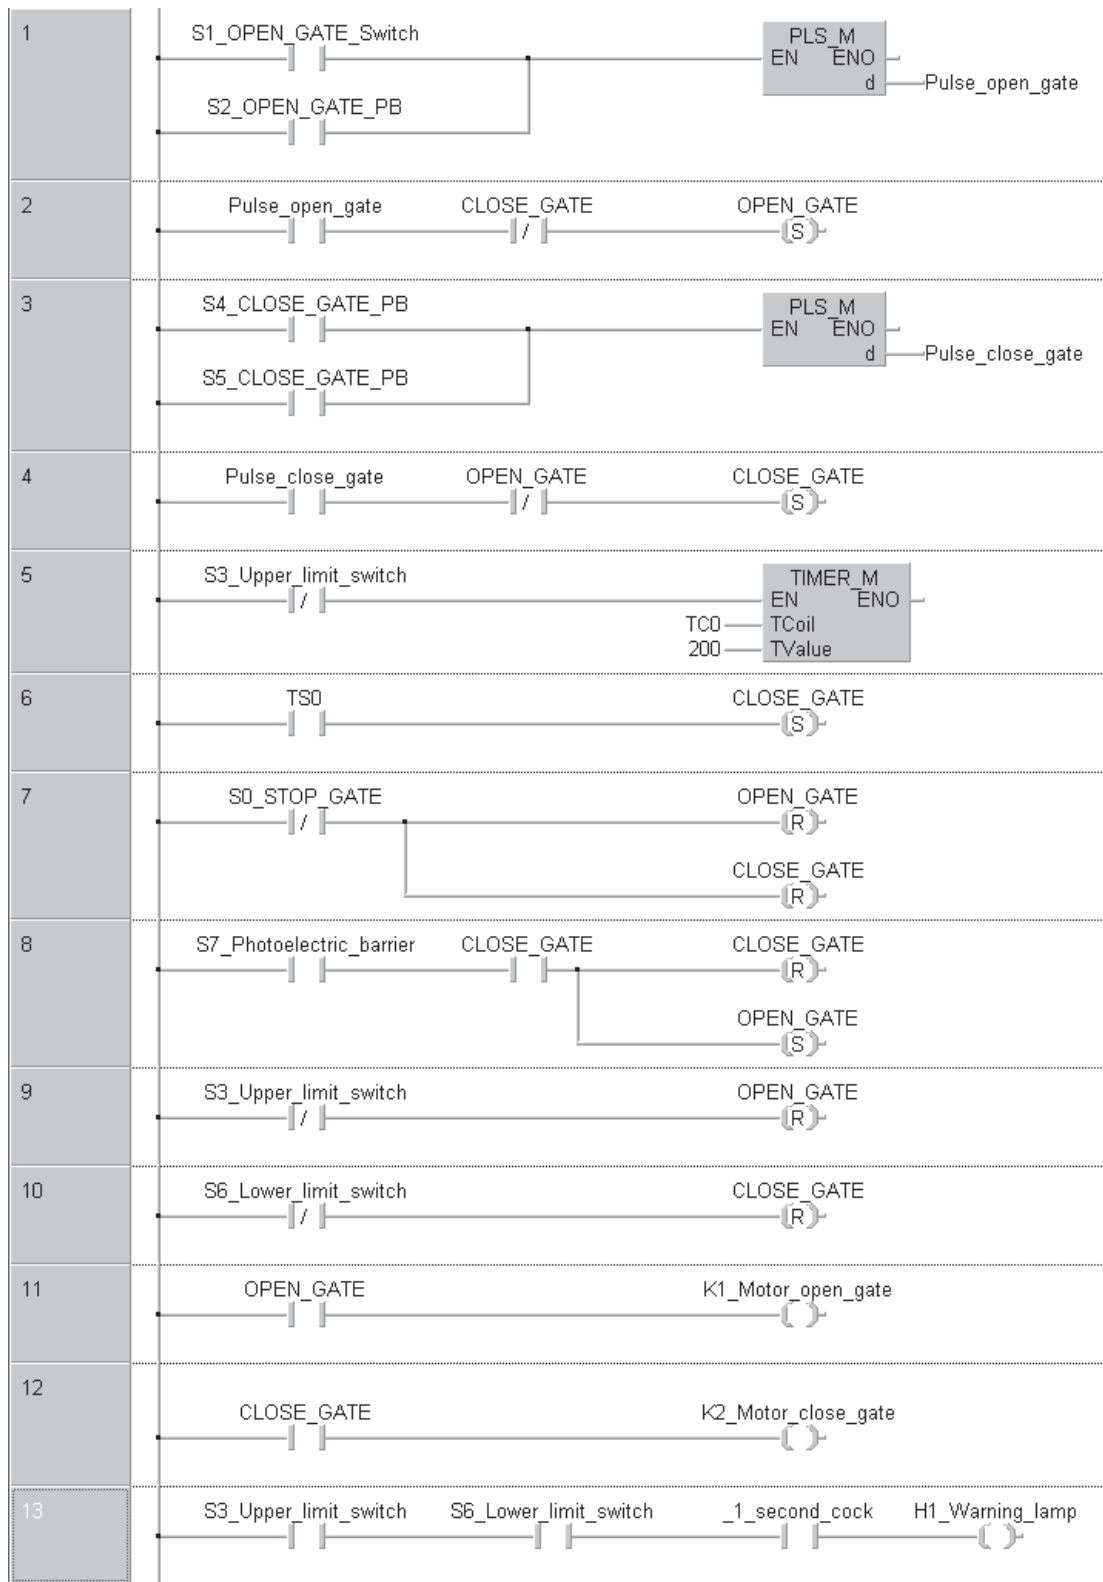 1
S1_OPEN_GATE_Switch
PLS_M
EN ENO
d Pulse_open_gate
S2_OPEN_GATE_PB
2
Pulse_open_gate CLOSE_GATE OPEN_GATE
/ S
3
S4_CLOSE_GATE_PB
PLS_M
EN ENO
d Pulse_close_gate
S5_CLOSE_GATE_PB
4
Pulse_close_gate OPEN_GATE CLOSE_GATE
/ S
5
S3_Upper_limit_switch
/
TIMER_M
EN ENO
TC0 TCoil
200 TValue
6
TS0 CLOSE_GATE
S
7
S0_STOP_GATE OPEN_GATE
/ R
CLOSE_GATE
R
8
S7_Photoelectric_barrier CLOSE_GATE CLOSE_GATE
R
OPEN_GATE
S
9
S3_Upper_limit_switch OPEN_GATE
/ R
10
S6_Lower_limit_switch CLOSE_GATE
/ R
11
OPEN_GATE K1_Motor_open_gate
12
CLOSE_GATE K2_Motor_close_gate
13
S3_Upper_limit_switch S6_Lower_limit_switch _1_second_cock H1_Warning_lamp